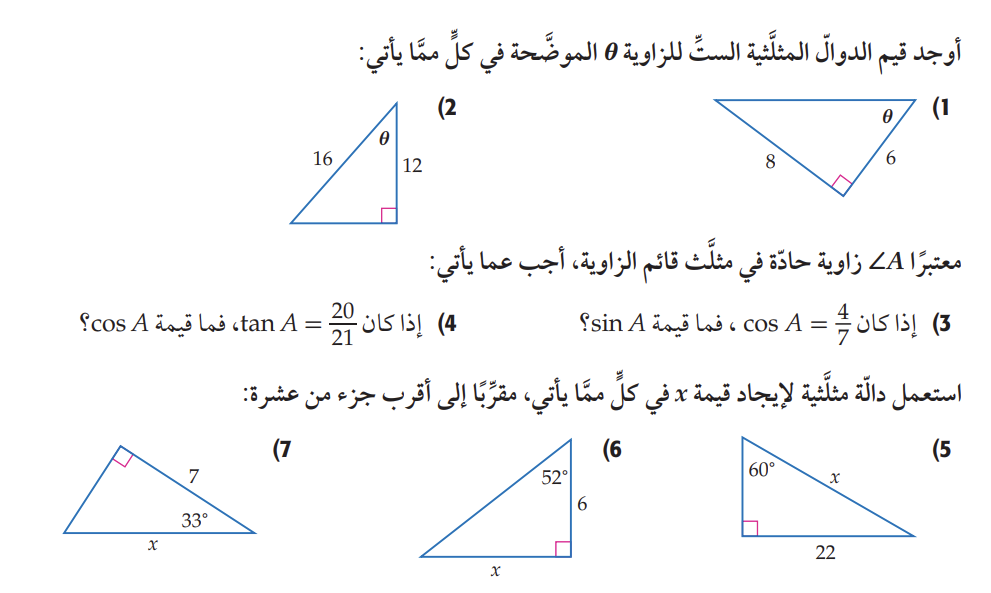 أوجد قيم الدوالّ المثلَّثية الستِّ للزاوية θ الموضَّحة في كلٍّ ممَّا يأتي:
(1
θ
8
6
(2
θ
16
12
معتبرًا ∠A زاوية حادّة في مثلَّث قائم الزاوية، أجب عما يأتي:
(3 إذا كان cos A = 4/7 ، فما قيمة sin A؟
(4 إذا كان tan A = 20/21، فما قيمة cos A؟
استعمل دالّة مثلَّثية لإيجاد قيمة x في كلٍّ ممَّا يأتي، مقرِّبًا إلى أقرب جزء من عشرة:
(5
60°
x
22
(6
52°
6
x
(7
7
33°
x